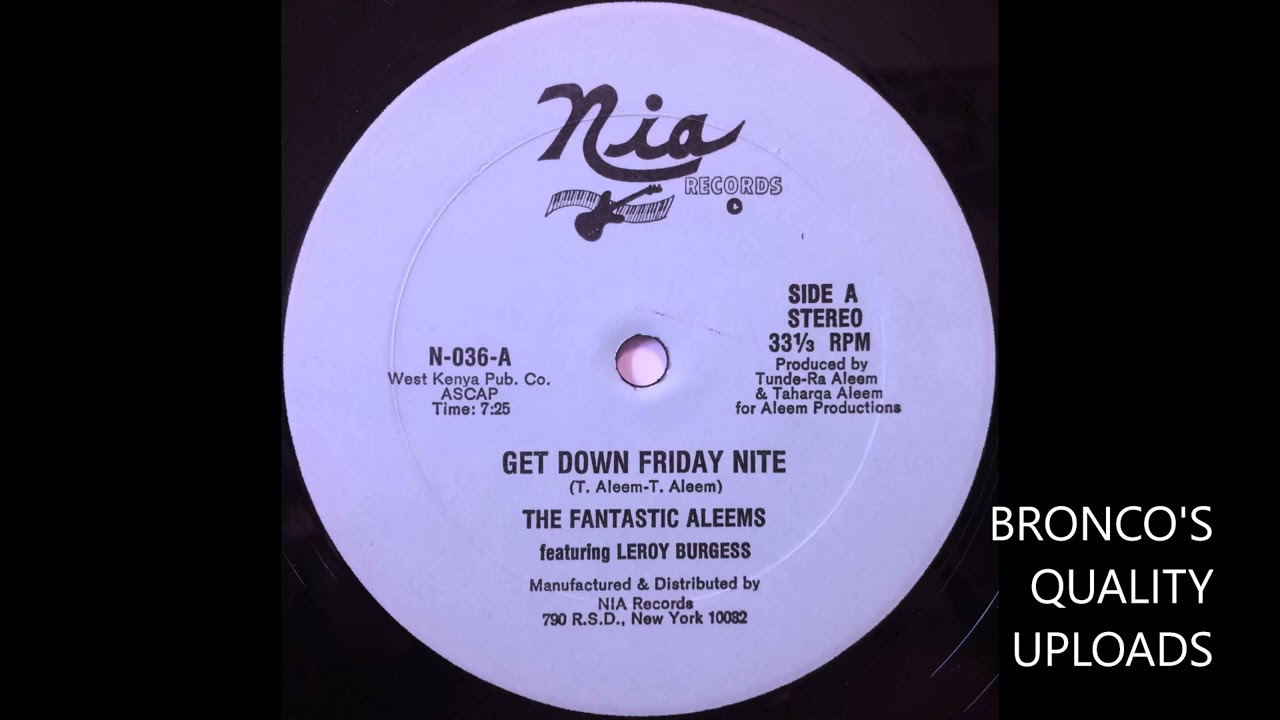 Nia
RECORDS
SIDE A
STEREO
33⅓ RPM
Produced by
Tunde-Ra Aleem
& Taharqa Aleem
for Aleem Productions
N-036-A
West Kenya Pub. Co.
ASCAP
Time: 7:25
GET DOWN FRIDAY NITE
(T. Aleem-T. Aleem)
THE FANTASTIC ALEEMS
featuring LEROY BURGESS
Manufactured & Distributed by
NIA Records
790 R.S.D., New York 10082
BRONCO'S
QUALITY
UPLOADS